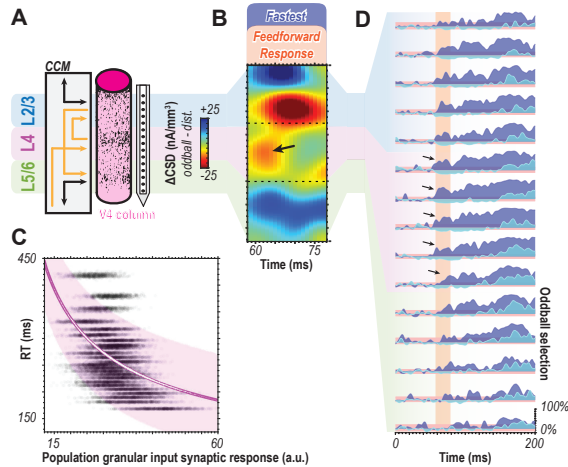 A
CCM
L2/3
L4
L5/6
V4 column
ΔCSD (nA/mm³)
oddball - dist.
+25
-25
B
Fastest
Feedforward
Response
60
75
Time (ms)
C
450
RT (ms)
150
15
60
Population granular input synaptic response (a.u.)
D
Oddball selection
100%
0%
0
200
Time (ms)